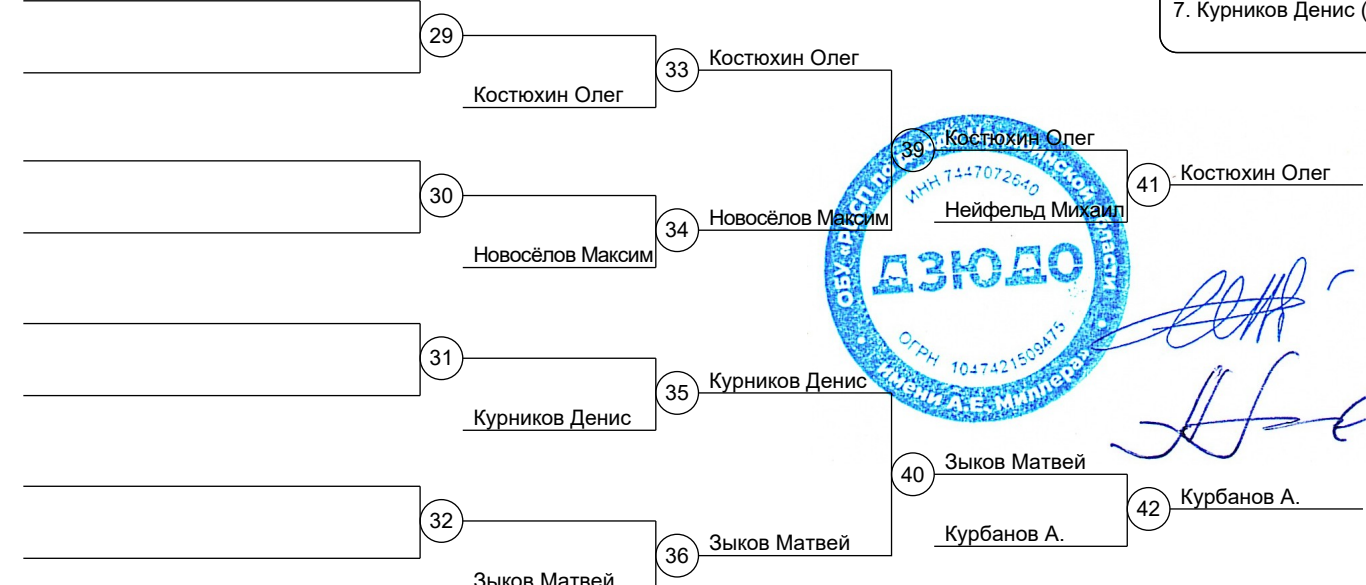 7. Курников Денис (
29
33
Костюхин Олег
Костюхин Олег
39
Костюхин Олег
41
Костюхин Олег
Нейфельд Михаил
30
34
Новосёлов Максим
Новосёлов Максим
ИНН 7447072640
ДЗЮДО
ОГРН 1047421509475
имени А.Е. Миллера»
31
35
Курников Денис
Курников Денис
40
Зыков Матвей
42
Курбанов А.
Курбанов А.
32
36
Зыков Матвей
Зыков Матвей